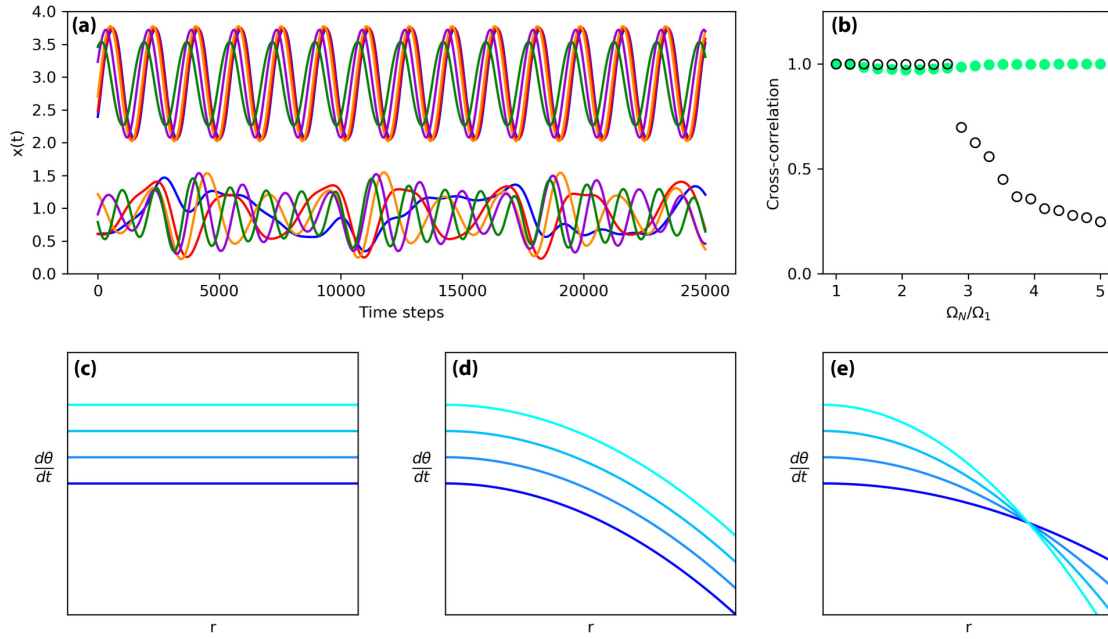 (a)
4.0
3.5
3.0
2.5
2.0
1.5
1.0
0.5
0.0
x(t)
0
5000
10000
15000
20000
25000
Time steps
(b)
1.0
0.5
0.0
Cross-correlation
1
2
3
4
5
Ω_N/Ω_1
(c)
dθ
dt
r
(d)
dθ
dt
r
(e)
dθ
dt
r